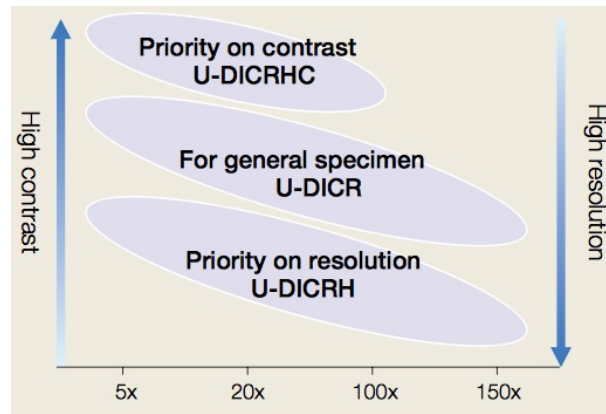 Priority on contrast
U-DICRHC
For general specimen
U-DICR
Priority on resolution
U-DICRH
High contrast
High resolution
5x
20x
100x
150x